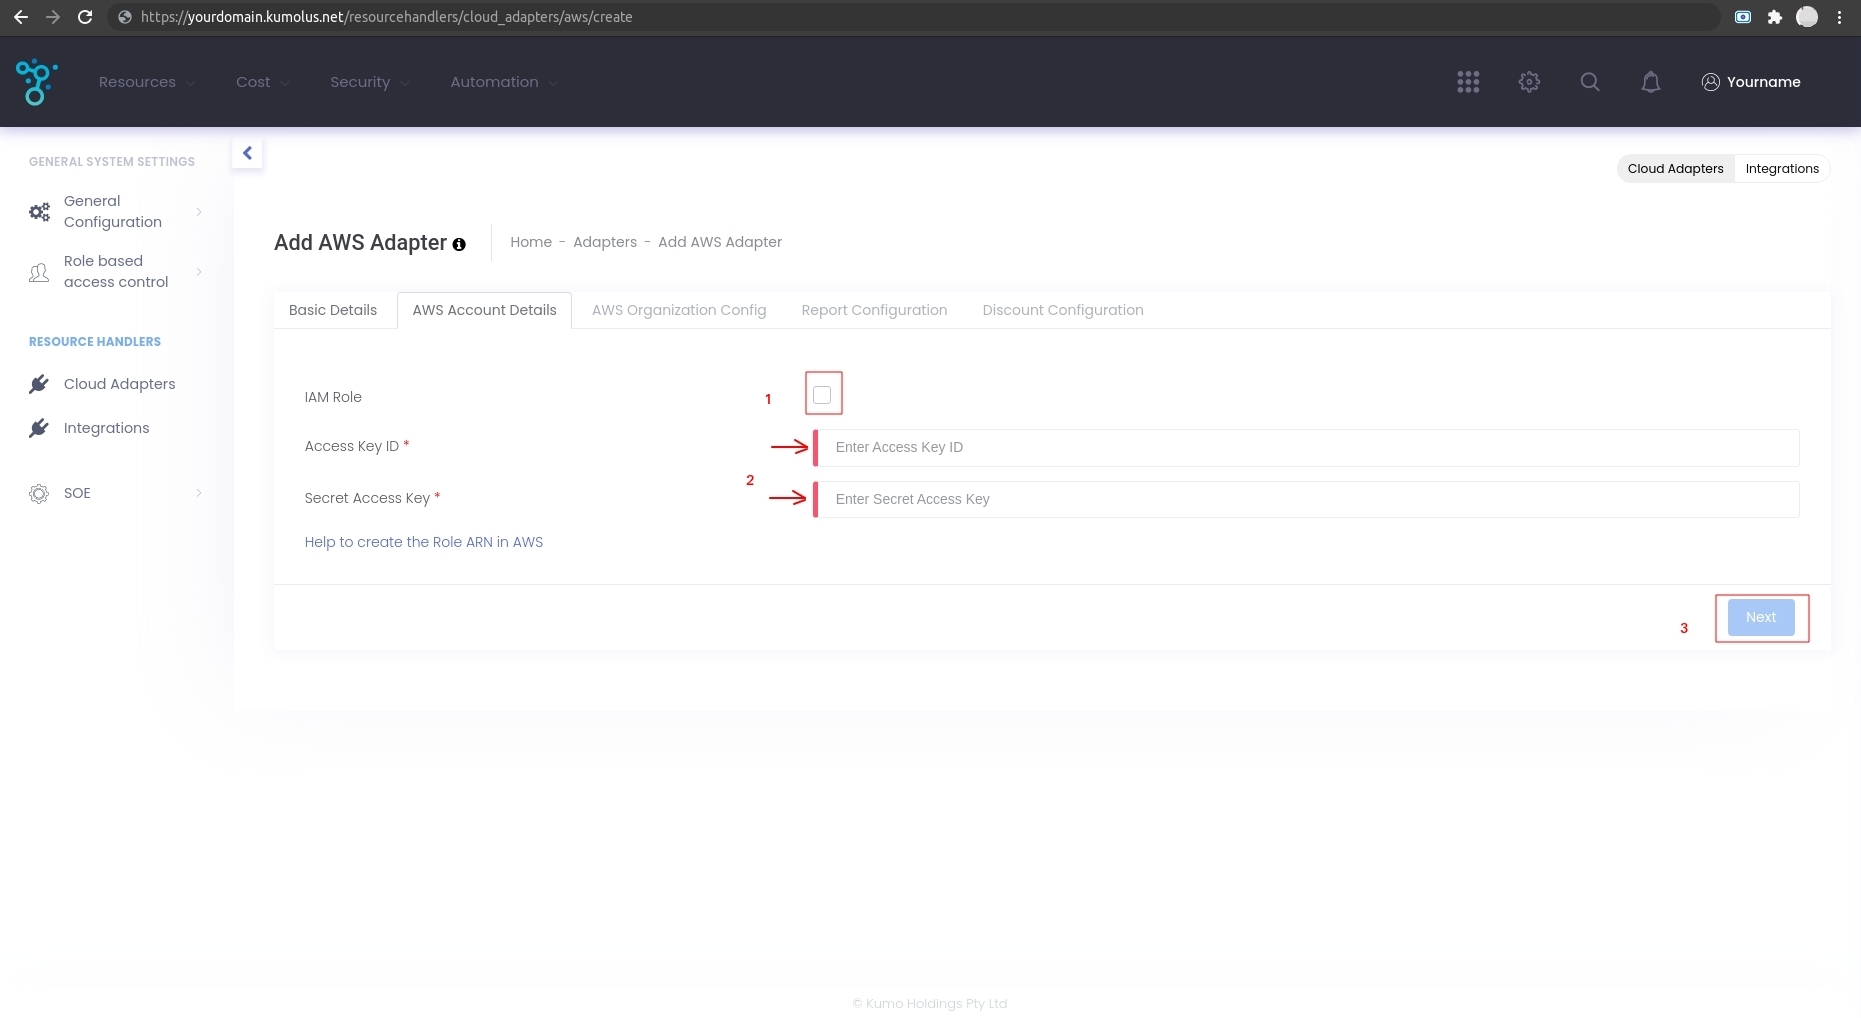 https://yourdomain.kumolus.net/resourcehandlers/cloud_adapters/aws/create
Resources Cost Security Automation Yourname
GENERAL SYSTEM SETTINGS
General
Configuration
Role based
access control
RESOURCE HANDLERS
Cloud Adapters
Integrations
SOE
Cloud Adapters Integrations
Add AWS Adapter Home - Adapters - Add AWS Adapter
Basic Details AWS Account Details AWS Organization Config Report Configuration Discount Configuration
IAM Role 1
Access Key ID * Enter Access Key ID
2
Secret Access Key * Enter Secret Access Key
Help to create the Role ARN in AWS
3 Next
© Kumo Holdings Pty Ltd